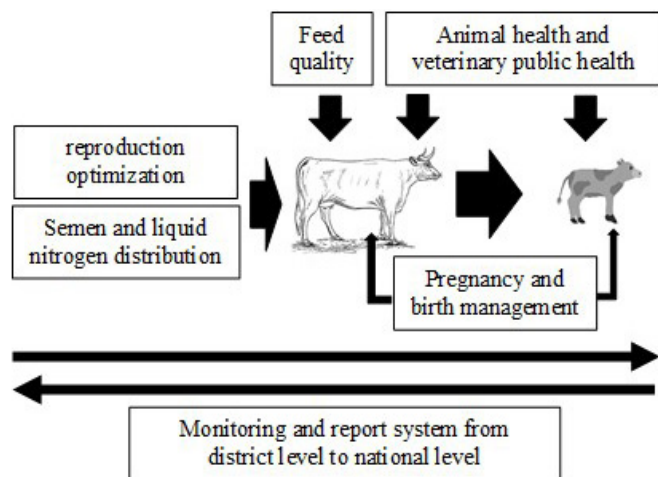 Feed
quality
Animal health and
veterinary public health
reproduction
optimization
Semen and liquid
nitrogen distribution
Pregnancy and
birth management
Monitoring and report system from
district level to national level